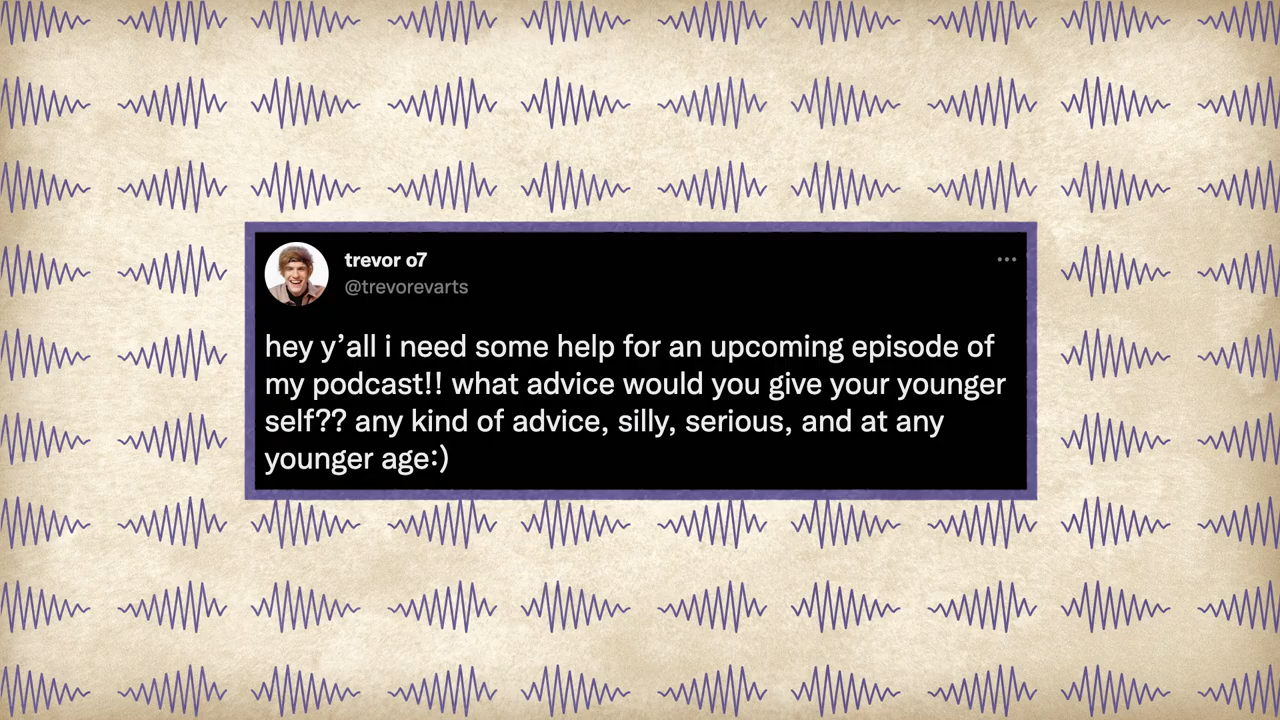 trevor o7
@trevorevarts
hey y’all i need some help for an upcoming episode of
my podcast!! what advice would you give your younger
self?? any kind of advice, silly, serious, and at any
younger age:)